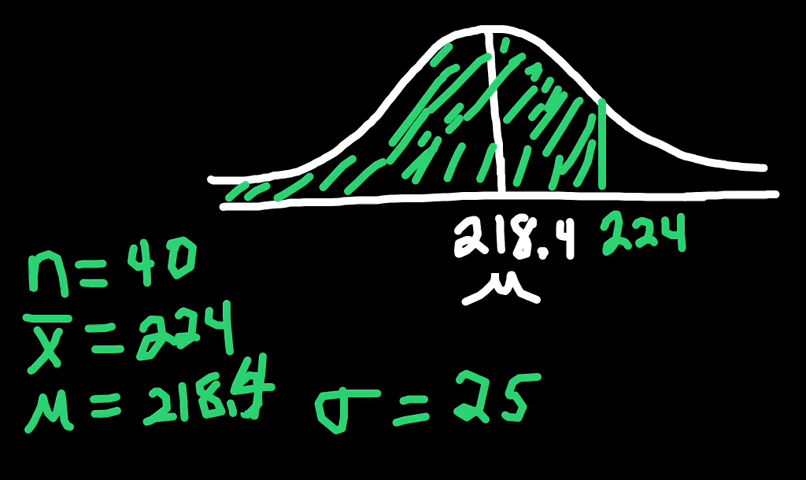 218.4 224
μ
n = 40
x̄ = 224
μ = 218.4 σ = 25